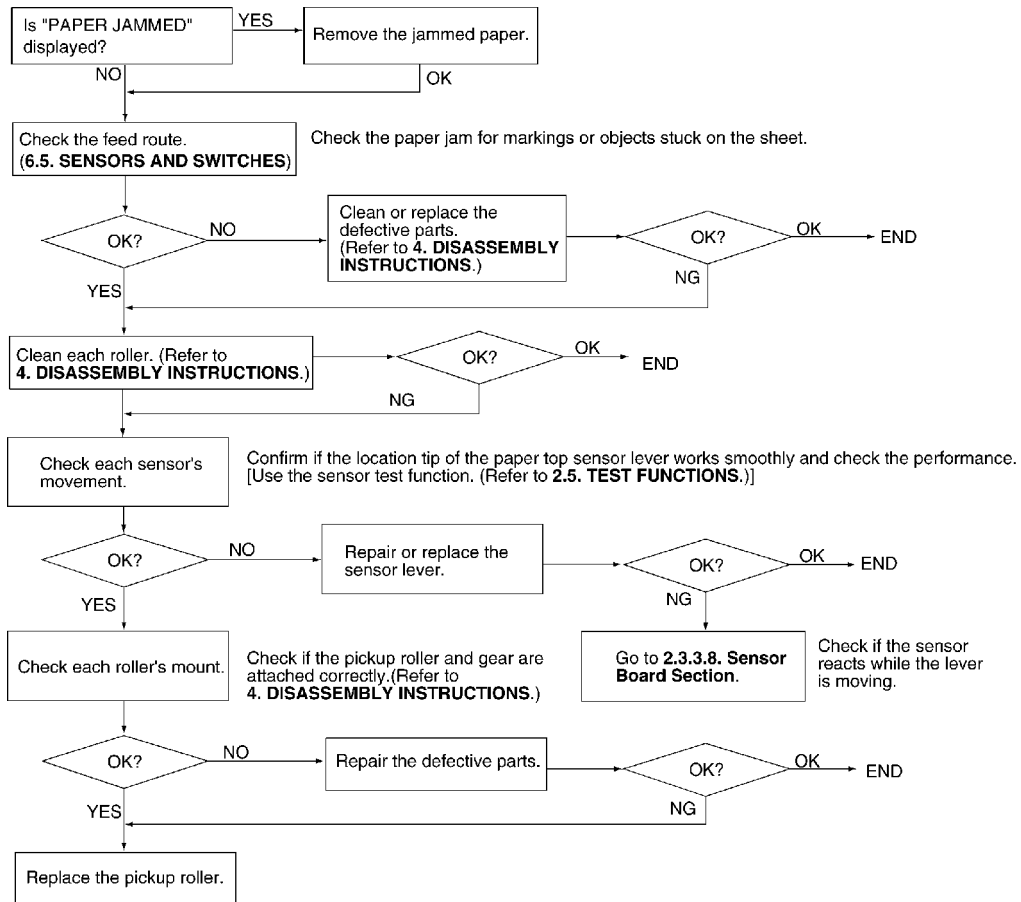 Is "PAPER JAMMED"
displayed?
YES
Remove the jammed paper.
NO
OK
Check the feed route.
(6.5. SENSORS AND SWITCHES)
Check the paper jam for markings or objects stuck on the sheet.
OK?
NO
Clean or replace the
defective parts.
(Refer to 4. DISASSEMBLY
INSTRUCTIONS.)
OK?
OK
END
YES
NG
Clean each roller. (Refer to
4. DISASSEMBLY INSTRUCTIONS.)
OK?
OK
END
NG
Check each sensor's
movement.
Confirm if the location tip of the paper top sensor lever works smoothly and check the performance.
[Use the sensor test function. (Refer to 2.5. TEST FUNCTIONS.)]
OK?
NO
Repair or replace the
sensor lever.
OK?
OK
END
YES
NG
Check each roller's mount.
Check if the pickup roller and gear are
attached correctly.(Refer to
4. DISASSEMBLY INSTRUCTIONS.)
Go to 2.3.3.8. Sensor
Board Section.
Check if the sensor
reacts while the lever
is moving.
OK?
NO
Repair the defective parts.
OK?
OK
END
YES
NG
Replace the pickup roller.